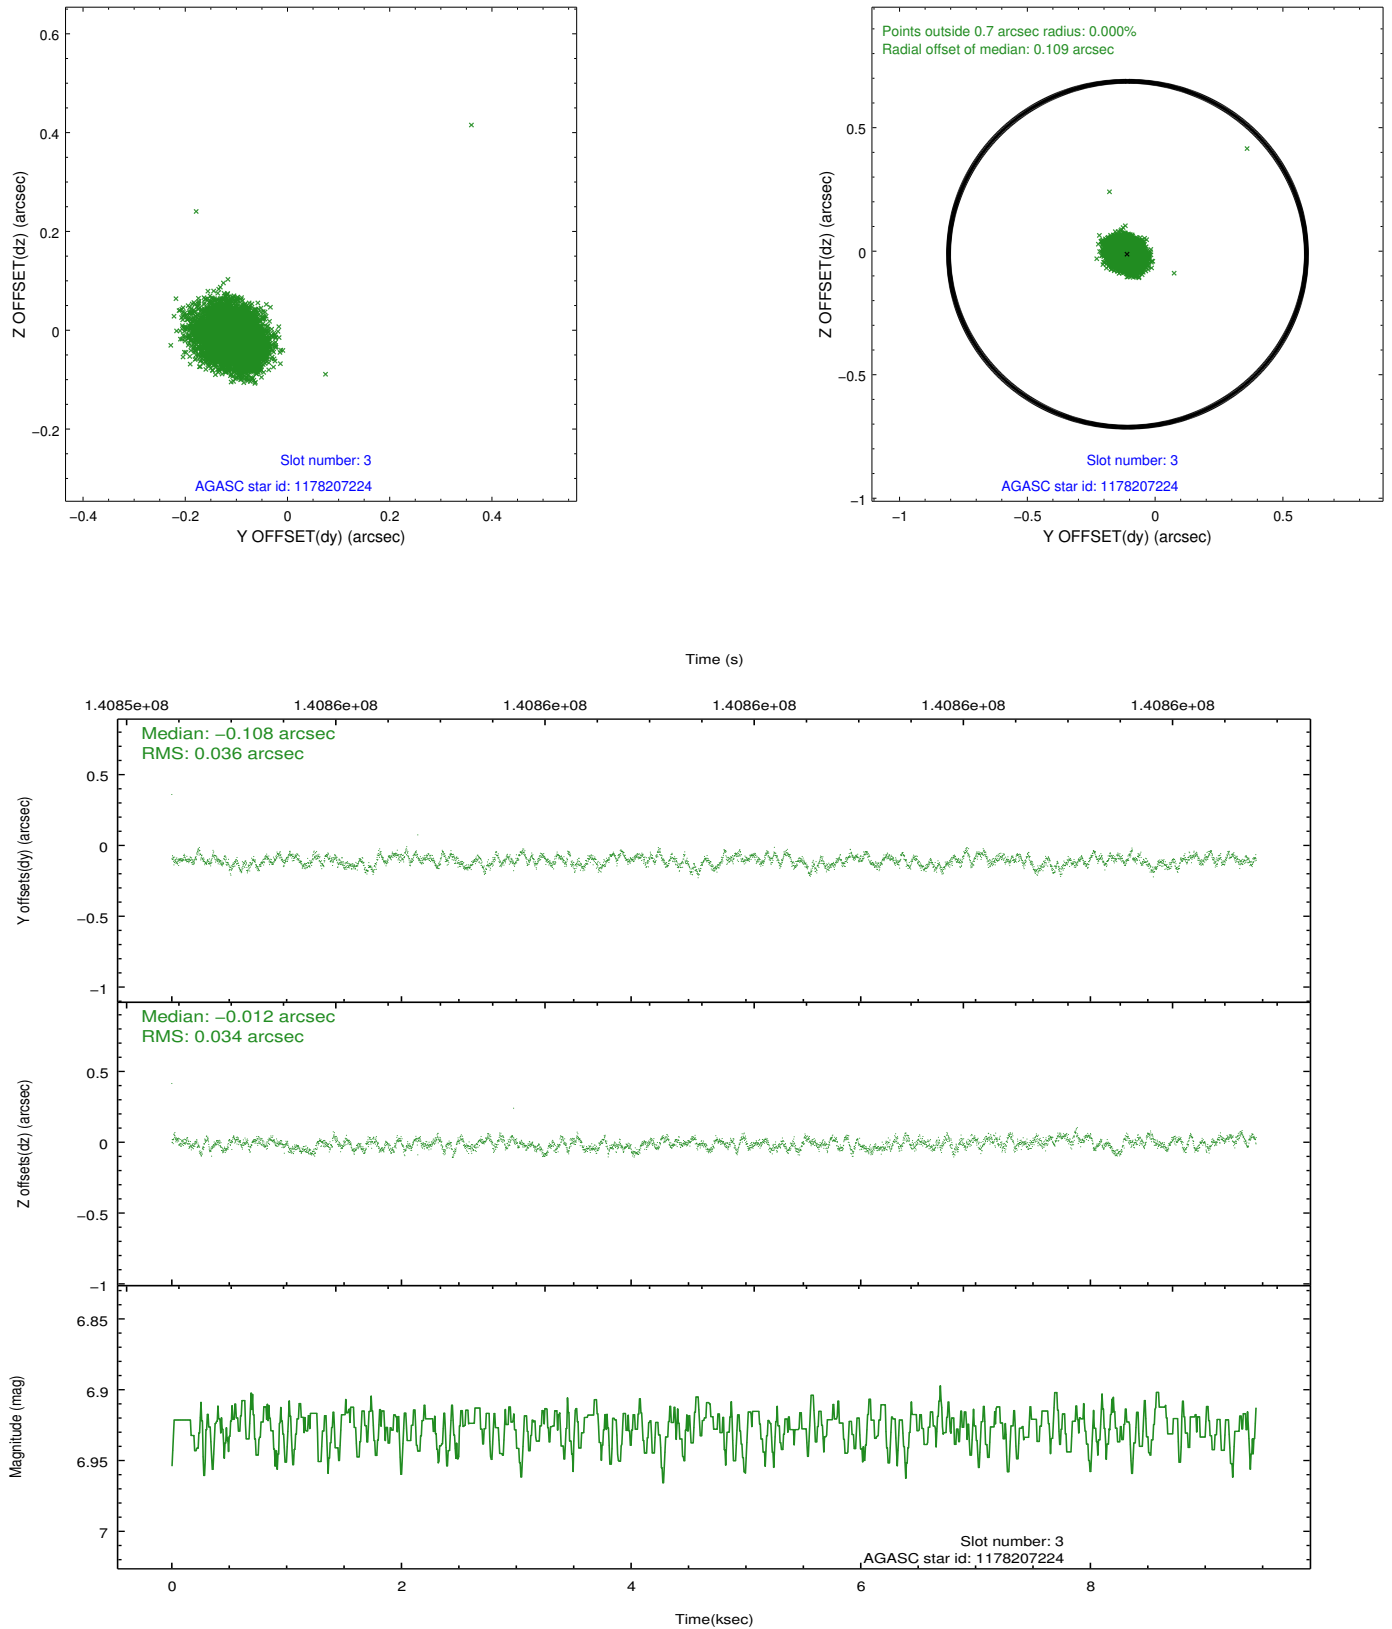 0.6
0.4
0.2
0
−0.2
Z OFFSET(dz) (arcsec)
Slot number: 3
AGASC star id: 1178207224
−0.4 −0.2 0 0.2 0.4
Y OFFSET(dy) (arcsec)
Points outside 0.7 arcsec radius: 0.000%
Radial offset of median: 0.109 arcsec
0.5
0
−0.5
−1
Z OFFSET(dz) (arcsec)
Slot number: 3
AGASC star id: 1178207224
−1 −0.5 0 0.5
Y OFFSET(dy) (arcsec)
Time (s)
1.4085e+08 1.4086e+08 1.4086e+08 1.4086e+08 1.4086e+08 1.4086e+08
Median: −0.108 arcsec
RMS: 0.036 arcsec
0.5
0
−0.5
−1
Y offsets(dy) (arcsec)
Median: −0.012 arcsec
RMS: 0.034 arcsec
0.5
0
−0.5
−1
Z offsets(dz) (arcsec)
6.85
6.9
6.95
7
Magnitude (mag)
Slot number: 3
AGASC star id: 1178207224
0 2 4 6 8
Time(ksec)